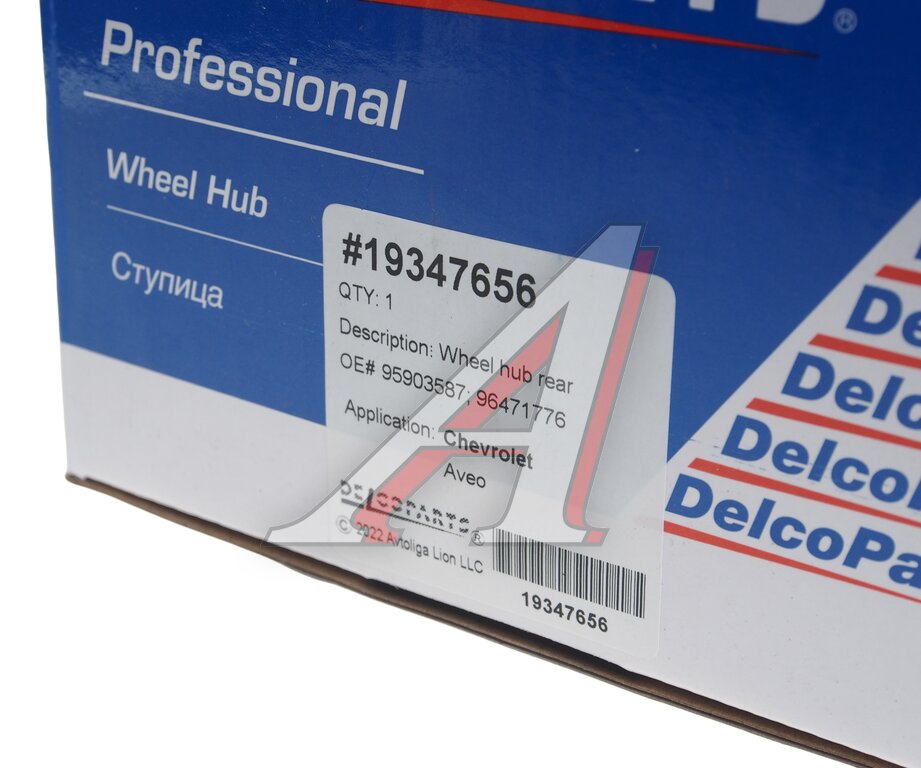 ®
Professional
Wheel Hub
Ступица
#19347656
QTY: 1
Description: Wheel hub rear
OE# 95903587; 96471776
Application: Chevrolet
Aveo
DELCOPARTS®
© 2022 Avtoliga Lion LLC
19347656
De
Delco
Delco
DelcoPa